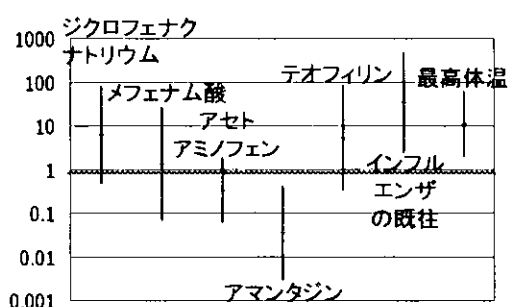 1000
100
10
1
0.1
0.01
0.001
ジクロフェナク
ナトリウム
メフェナム酸
アセト
アミノフェン
アマンタジン
テオフィリン
インフル
エンザ
の既往
最高体温